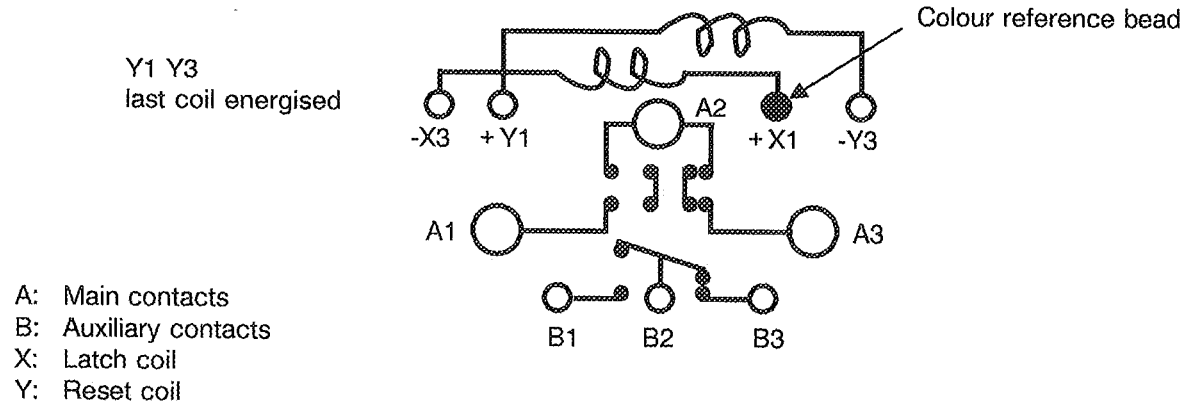 Colour reference bead
Y1 Y3
last coil energised
-X3 + Y1 A2 + X1 -Y3
A1 A3
A: Main contacts
B: Auxiliary contacts
X: Latch coil
Y: Reset coil
B1 B2 B3